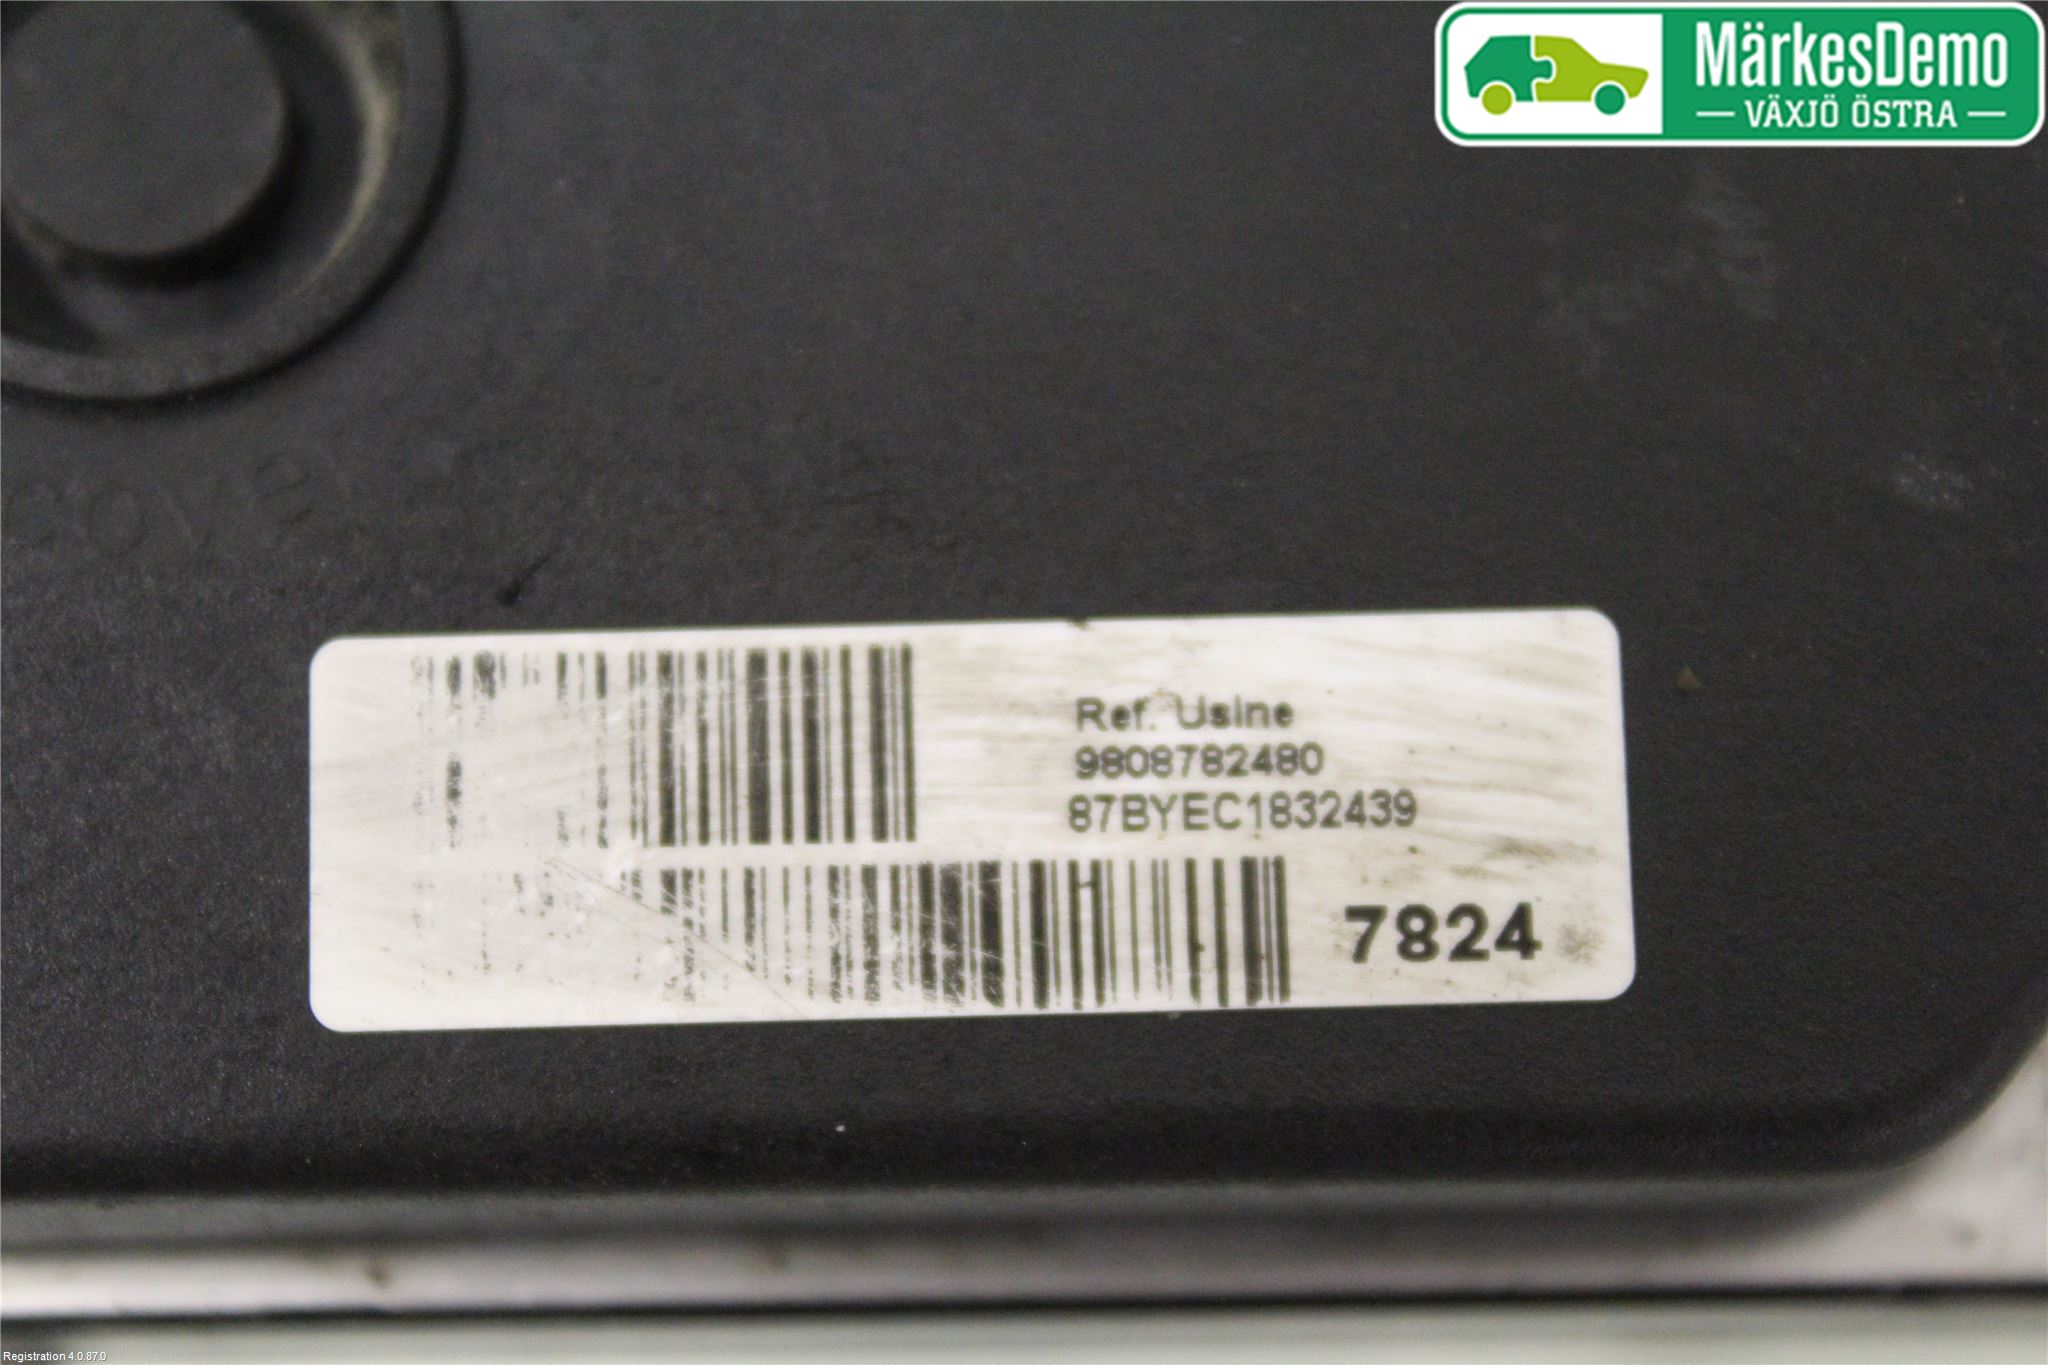 MärkesDemo
VÄXJÖ ÖSTRA
Ref. Usine
9808782480
87BYEC1832439
7824
Registration 4.0.87.0